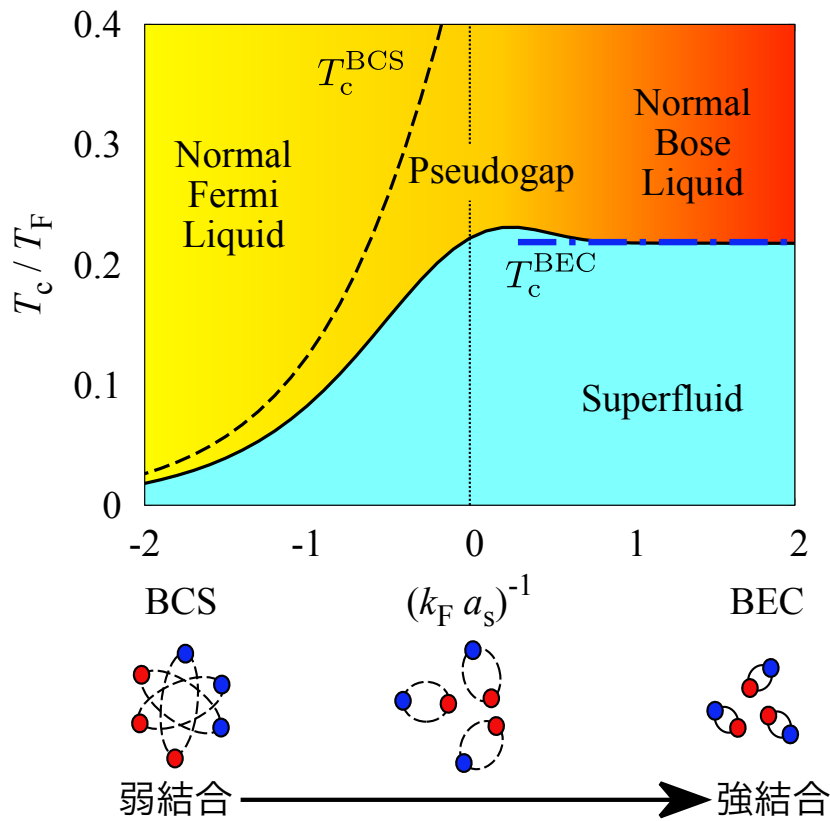 0.4
0.3
0.2
0.1
0
T_c / T_F
T_c^BCS
Normal
Fermi
Liquid
Pseudogap
Normal
Bose
Liquid
T_c^BEC
Superfluid
-2
-1
0
1
2
BCS
(k_F a_s)^-1
BEC
弱結合
強結合